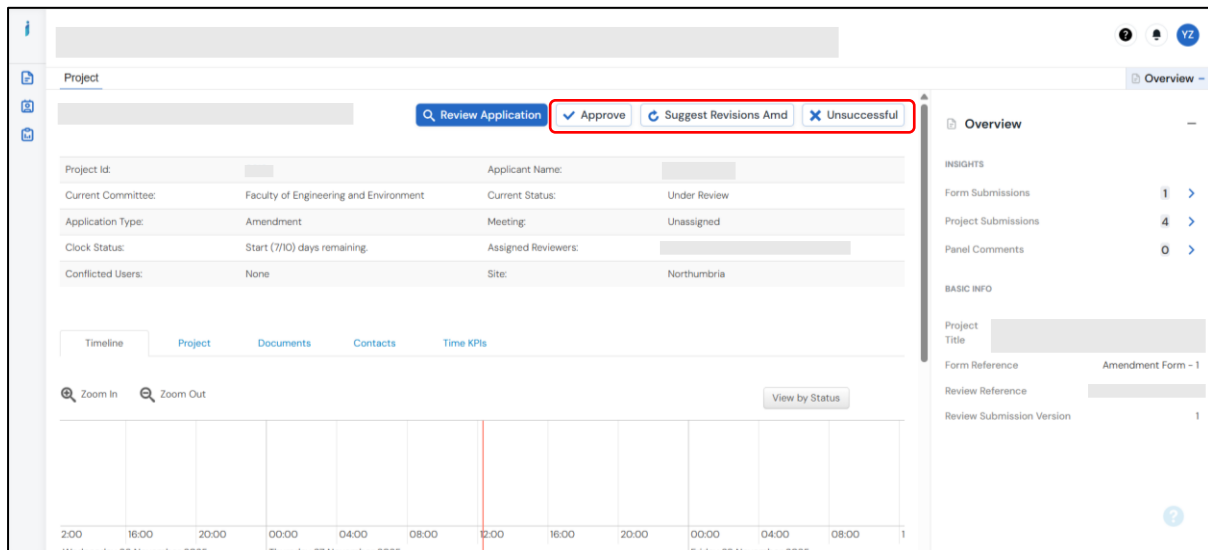 YZ
Project
Overview
Review Application Approve Suggest Revisions Amd Unsuccessful
Project Id: Applicant Name:
Current Committee: Faculty of Engineering and Environment Current Status: Under Review
Application Type: Amendment Meeting: Unassigned
Clock Status: Start (7/10) days remaining. Assigned Reviewers:
Conflicted Users: None Site: Northumbria
Timeline Project Documents Contacts Time KPIs
Zoom In Zoom Out
View by Status
2:00 16:00 20:00 00:00 04:00 08:00 12:00 16:00 20:00 00:00 04:00 08:00 1
Overview
INSIGHTS
Form Submissions 1
Project Submissions 4
Panel Comments 0
BASIC INFO
Project
Title
Form Reference Amendment Form - 1
Review Reference
Review Submission Version 1